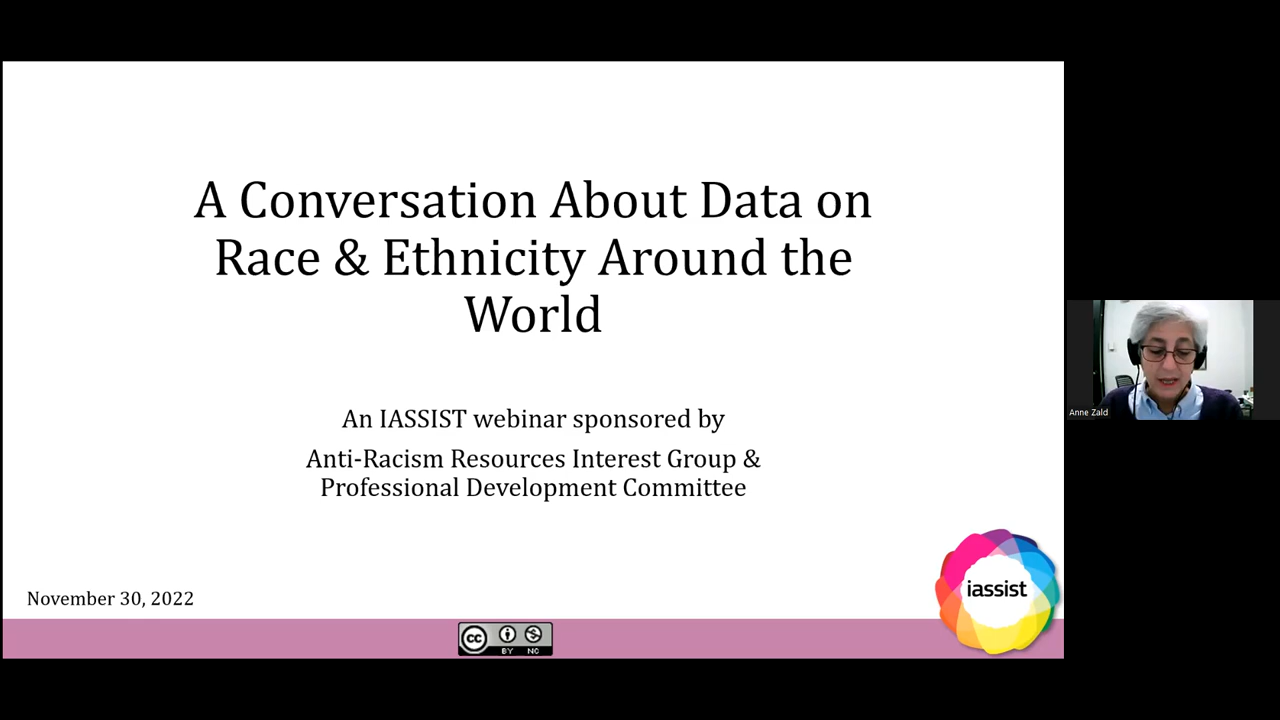 A Conversation About Data on
Race & Ethnicity Around the
World
An IASSIST webinar sponsored by
Anti-Racism Resources Interest Group &
Professional Development Committee
November 30, 2022
iassist
cc
BY NC
Anne Zald